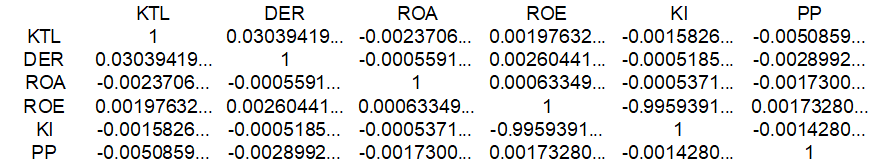 KTL DER ROA ROE KI PP
KTL 1 0.03039419... -0.0023706... 0.00197632... -0.0015826... -0.0050859...
DER 0.03039419... 1 -0.0005591... 0.00260441... -0.0005185... -0.0028992...
ROA -0.0023706... -0.0005591... 1 0.00063349... -0.0005371... -0.0017300...
ROE 0.00197632... 0.00260441... 0.00063349... 1 -0.9959391... 0.00173280...
KI -0.0015826... -0.0005185... -0.0005371... -0.9959391... 1 -0.0014280...
PP -0.0050859... -0.0028992... -0.0017300... 0.00173280... -0.0014280... 1